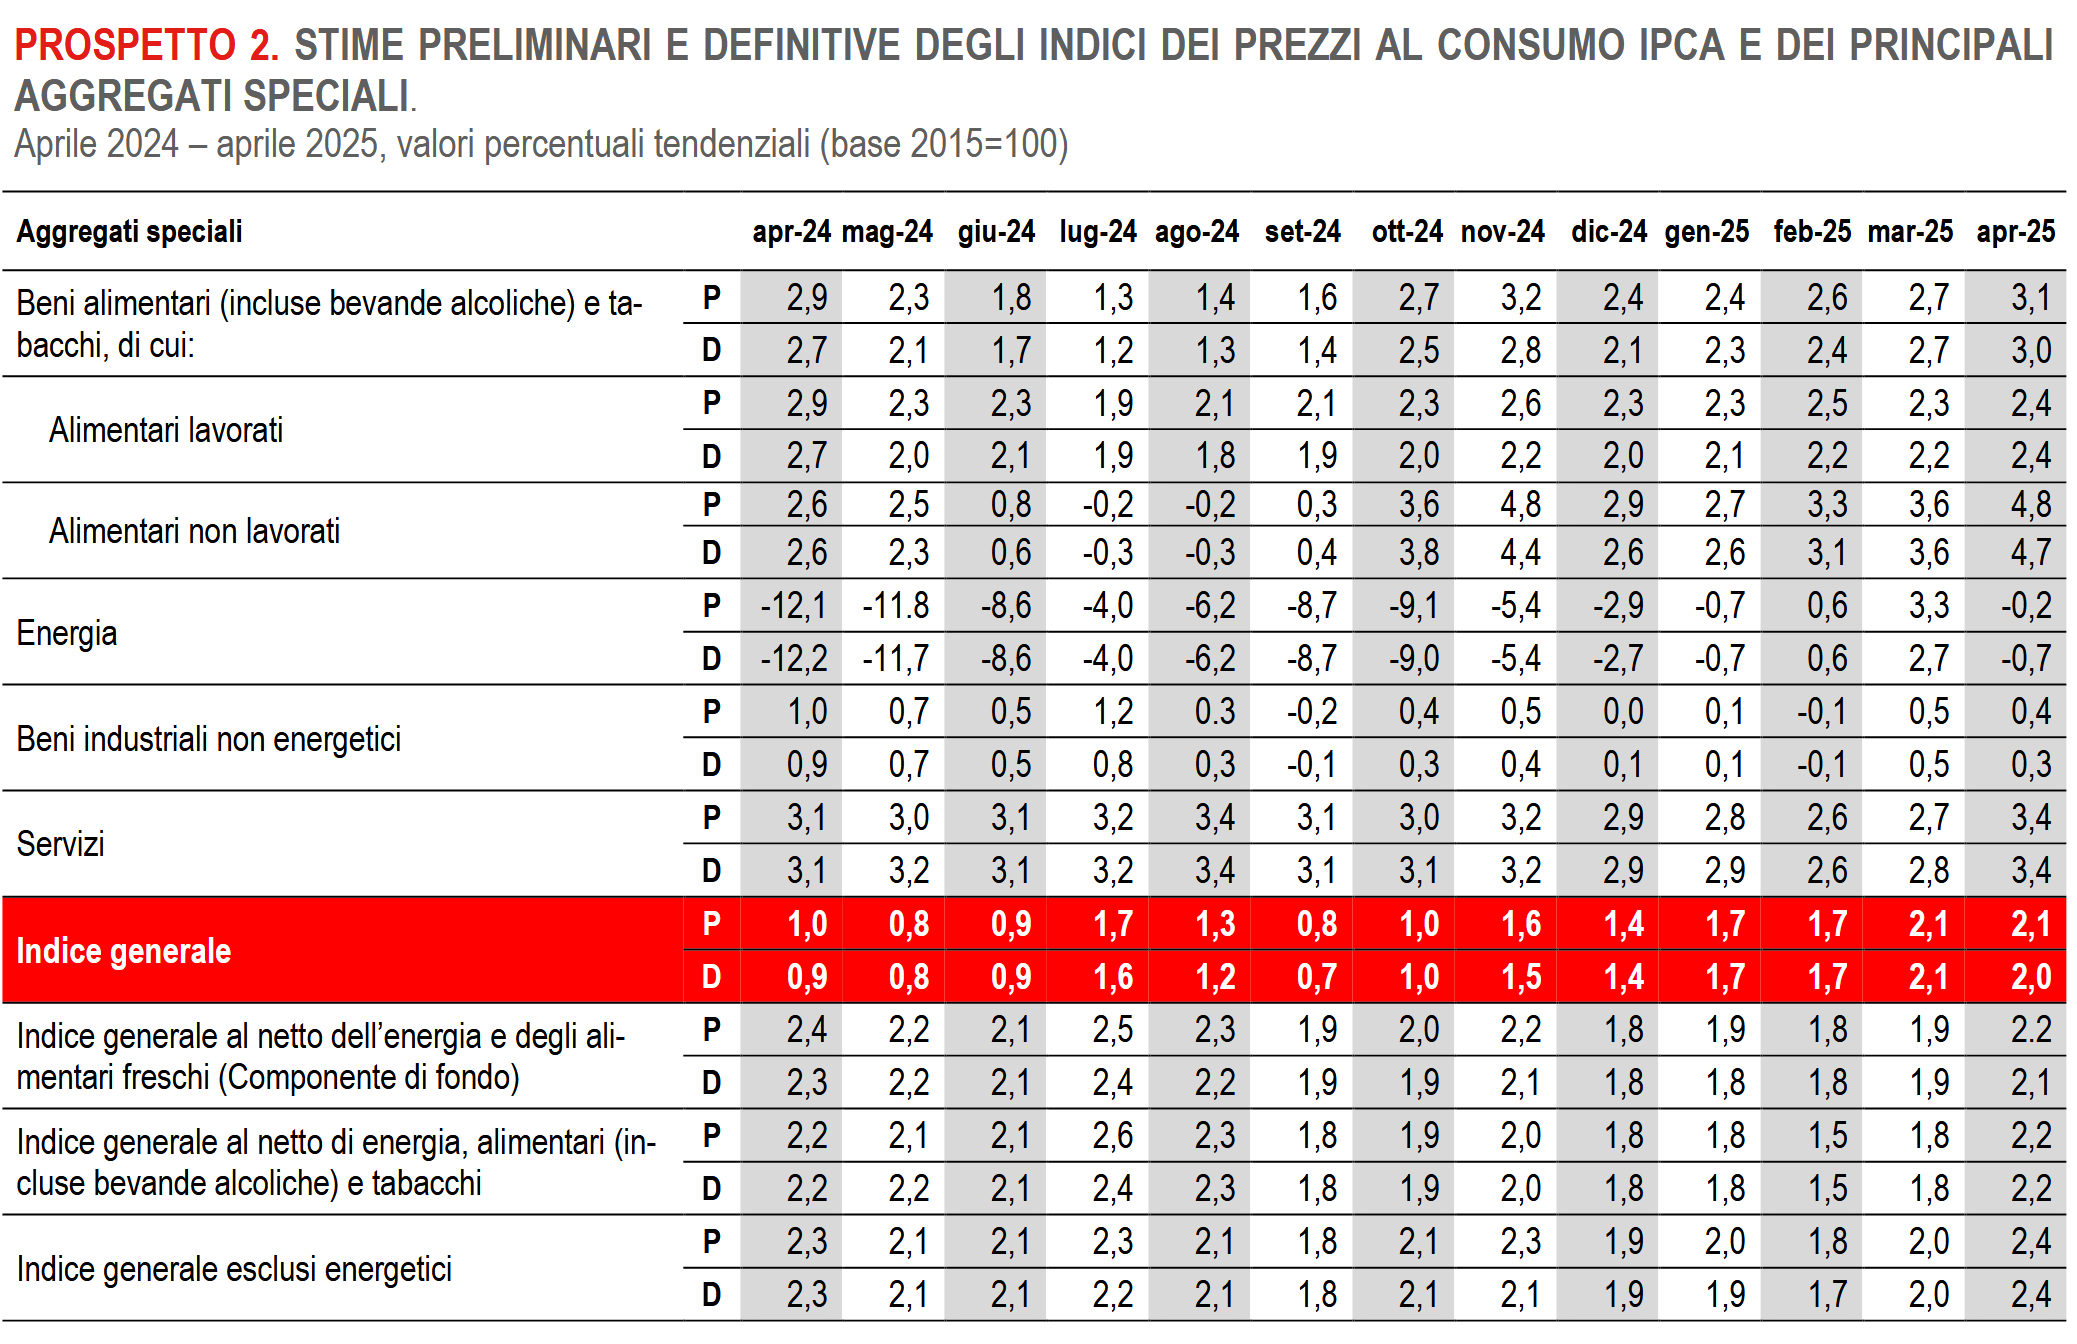 PROSPETTO 2. STIME PRELIMINARI E DEFINITIVE DEGLI INDICI DEI PREZZI AL CONSUMO IPCA E DEI PRINCIPALI
AGGREGATI SPECIALI.
Aprile 2024 – aprile 2025, valori percentuali tendenziali (base 2015=100)
Aggregati speciali apr-24 mag-24 giu-24 lug-24 ago-24 set-24 ott-24 nov-24 dic-24 gen-25 feb-25 mar-25 apr-25
Beni alimentari (incluse bevande alcoliche) e ta-
bacchi, di cui:
P 2,9 2,3 1,8 1,3 1,4 1,6 2,7 3,2 2,4 2,4 2,6 2,7 3,1
D 2,7 2,1 1,7 1,2 1,3 1,4 2,5 2,8 2,1 2,3 2,4 2,7 3,0
Alimentari lavorati
P 2,9 2,3 2,3 1,9 2,1 2,1 2,3 2,6 2,3 2,3 2,5 2,3 2,4
D 2,7 2,0 2,1 1,9 1,8 1,9 2,0 2,2 2,0 2,1 2,2 2,2 2,4
Alimentari non lavorati
P 2,6 2,5 0,8 -0,2 -0,2 0,3 3,6 4,8 2,9 2,7 3,3 3,6 4,8
D 2,6 2,3 0,6 -0,3 -0,3 0,4 3,8 4,4 2,6 2,6 3,1 3,6 4,7
Energia
P -12,1 -11.8 -8,6 -4,0 -6,2 -8,7 -9,1 -5,4 -2,9 -0,7 0,6 3,3 -0,2
D -12,2 -11,7 -8,6 -4,0 -6,2 -8,7 -9,0 -5,4 -2,7 -0,7 0,6 2,7 -0,7
Beni industriali non energetici
P 1,0 0,7 0,5 1,2 0.3 -0,2 0,4 0,5 0,0 0,1 -0,1 0,5 0,4
D 0,9 0,7 0,5 0,8 0,3 -0,1 0,3 0,4 0,1 0,1 -0,1 0,5 0,3
Servizi
P 3,1 3,0 3,1 3,2 3,4 3,1 3,0 3,2 2,9 2,8 2,6 2,7 3,4
D 3,1 3,2 3,1 3,2 3,4 3,1 3,1 3,2 2,9 2,9 2,6 2,8 3,4
Indice generale
P 1,0 0,8 0,9 1,7 1,3 0,8 1,0 1,6 1,4 1,7 1,7 2,1 2,1
D 0,9 0,8 0,9 1,6 1,2 0,7 1,0 1,5 1,4 1,7 1,7 2,1 2,0
Indice generale al netto dell’energia e degli ali-
mentari freschi (Componente di fondo)
P 2,4 2,2 2,1 2,5 2,3 1,9 2,0 2,2 1,8 1,9 1,8 1,9 2.2
D 2,3 2,2 2,1 2,4 2,2 1,9 1,9 2,1 1,8 1,8 1,8 1,9 2,1
Indice generale al netto di energia, alimentari (in-
cluse bevande alcoliche) e tabacchi
P 2,2 2,1 2,1 2,6 2,3 1,8 1,9 2,0 1,8 1,8 1,5 1,8 2,2
D 2,2 2,2 2,1 2,4 2,3 1,8 1,9 2,0 1,8 1,8 1,5 1,8 2,2
Indice generale esclusi energetici
P 2,3 2,1 2,1 2,3 2,1 1,8 2,1 2,3 1,9 2,0 1,8 2,0 2,4
D 2,3 2,1 2,1 2,2 2,1 1,8 2,1 2,1 1,9 1,9 1,7 2,0 2,4